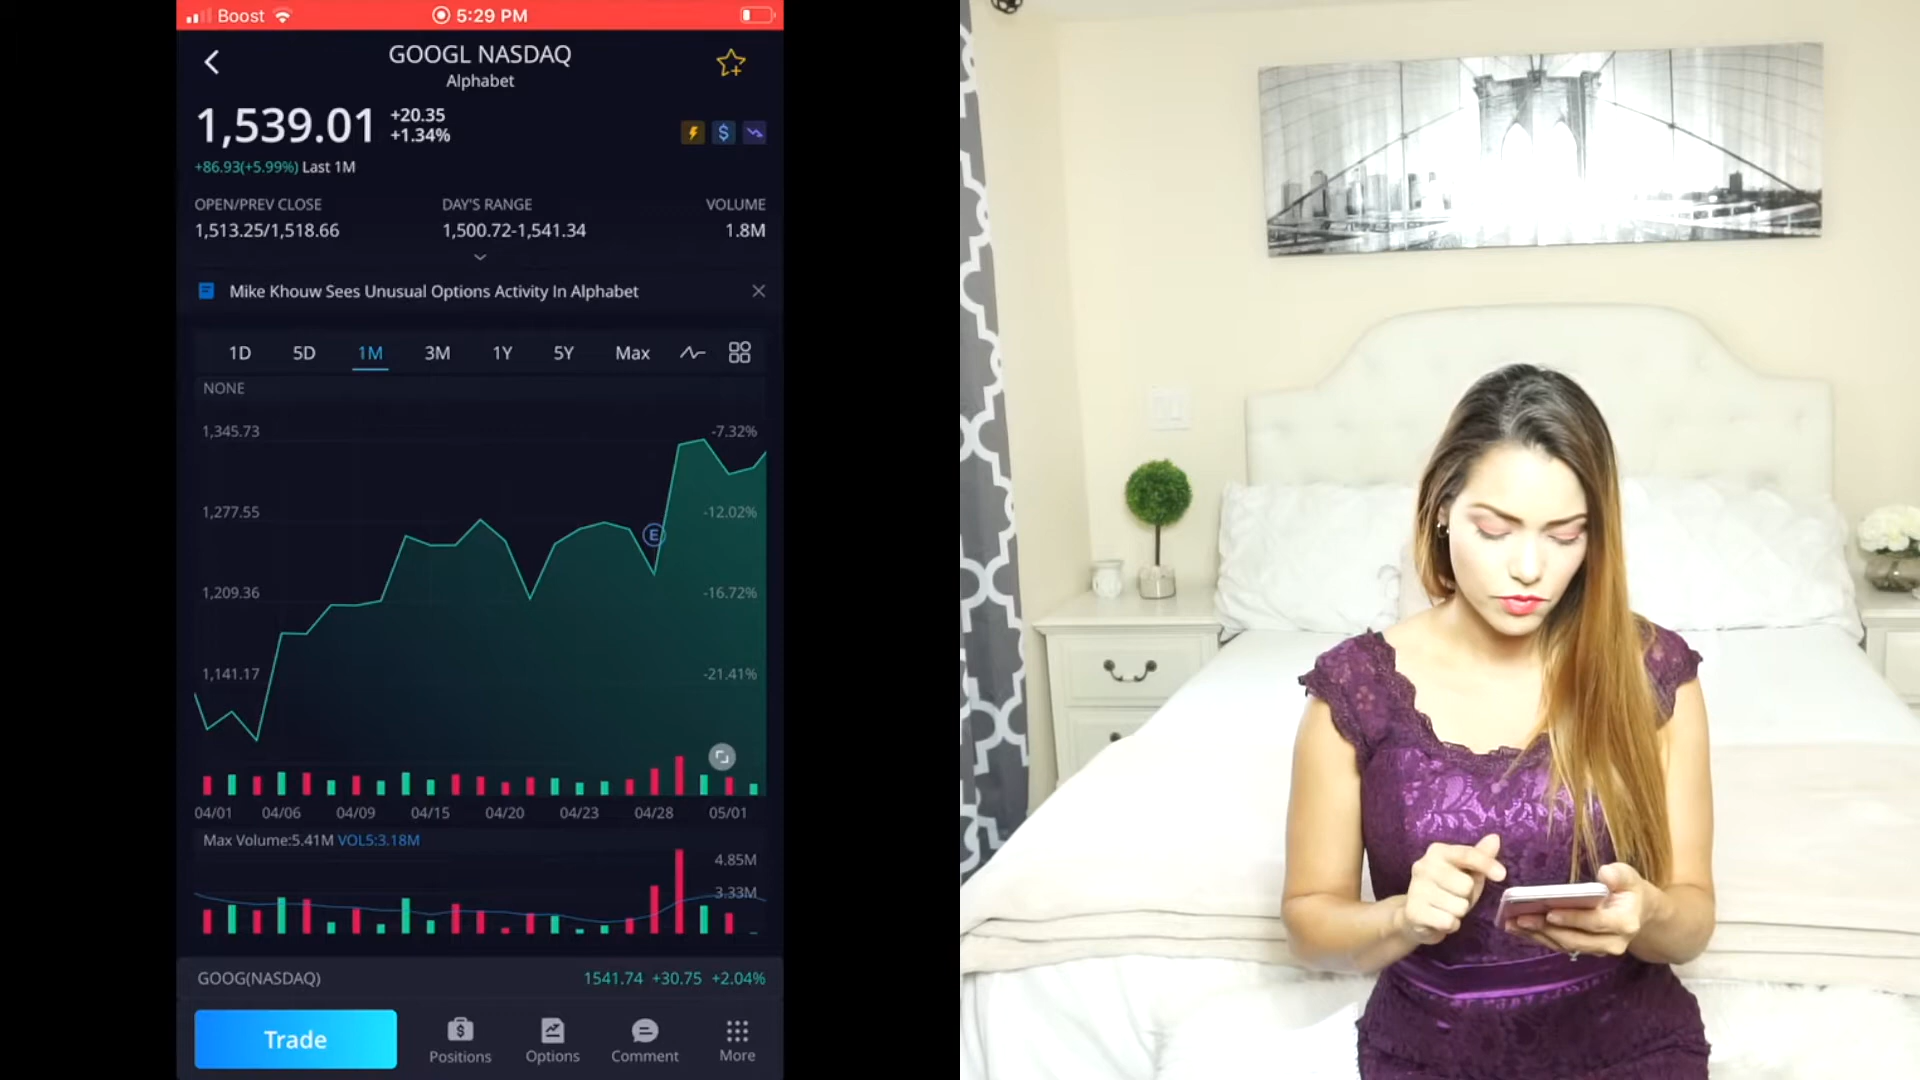 Boost 5:29 PM
GOOGL NASDAQ
Alphabet
1,539.01 +20.35
+1.34%
+86.93(+5.99%) Last 1M
OPEN/PREV CLOSE DAY'S RANGE VOLUME
1,513.25/1,518.66 1,500.72-1,541.34 1.8M
Mike Khouw Sees Unusual Options Activity In Alphabet
1D 5D 1M 3M 1Y 5Y Max
NONE
1,345.73 -7.32%
1,277.55 -12.02%
E
1,209.36 -16.72%
1,141.17 -21.41%
04/01 04/06 04/09 04/15 04/20 04/23 04/28 05/01
Max Volume:5.41M VOL5:3.18M
4.85M
3.33M
GOOG(NASDAQ) 1541.74 +30.75 +2.04%
Trade Positions Options Comment More